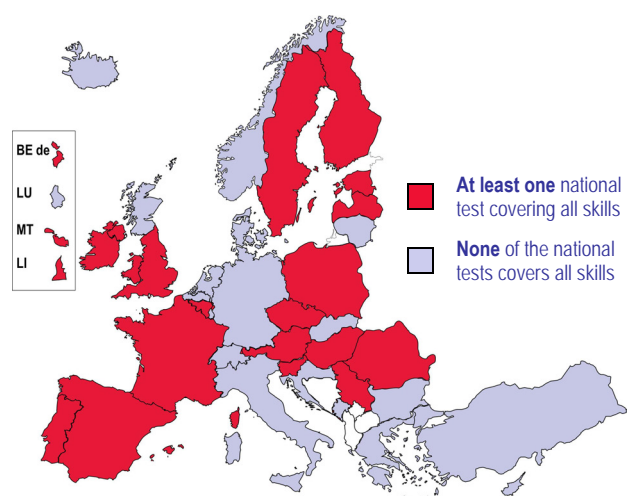 BE de
LU
MT
LI
At least one national
test covering all skills
None of the national
tests covers all skills